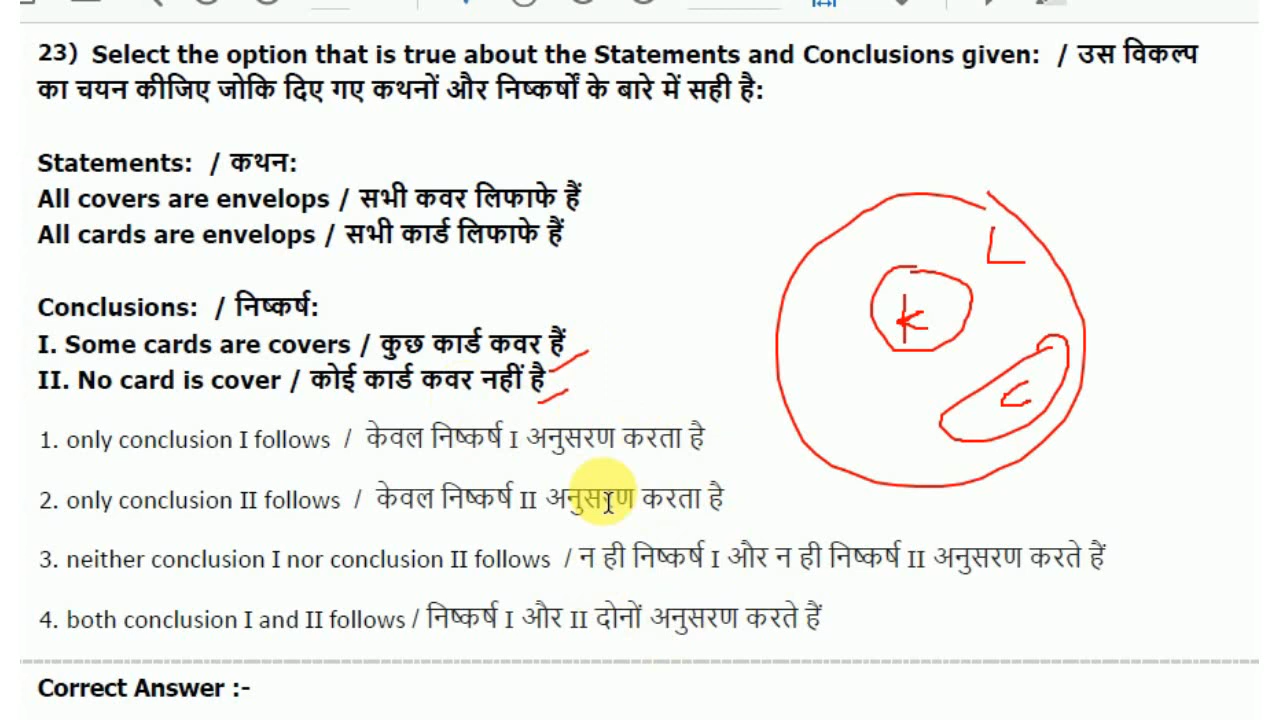 23) Select the option that is true about the Statements and Conclusions given: / उस विकल्प
का चयन कीजिए जोकि दिए गए कथनों और निष्कर्षों के बारे में सही है:
Statements: / कथन:
All covers are envelops / सभी कवर लिफाफे हैं
All cards are envelops / सभी कार्ड लिफाफे हैं
Conclusions: / निष्कर्ष:
I. Some cards are covers / कुछ कार्ड कवर हैं
II. No card is cover / कोई कार्ड कवर नहीं है
1. only conclusion I follows / केवल निष्कर्ष I अनुसरण करता है
2. only conclusion II follows / केवल निष्कर्ष II अनुसरण करता है
3. neither conclusion I nor conclusion II follows / न ही निष्कर्ष I और न ही निष्कर्ष II अनुसरण करते हैं
4. both conclusion I and II follows / निष्कर्ष I और II दोनों अनुसरण करते हैं
Correct Answer :-
L
K
C